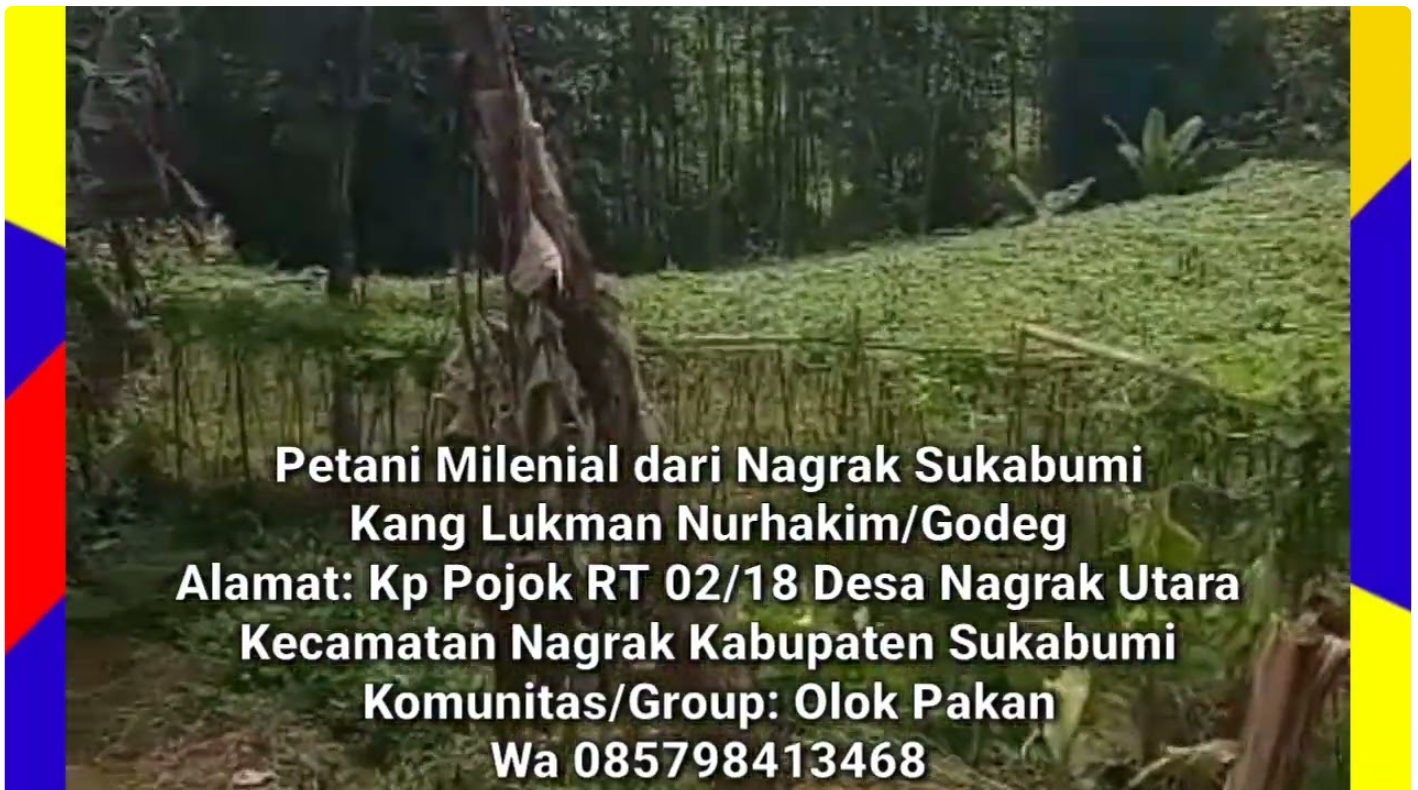 Petani Milenial dari Nagrak Sukabumi
Kang Lukman Nurhakim/Godeg
Alamat: Kp Pojok RT 02/18 Desa Nagrak Utara
Kecamatan Nagrak Kabupaten Sukabumi
Komunitas/Group: Olok Pakan
Wa 085798413468